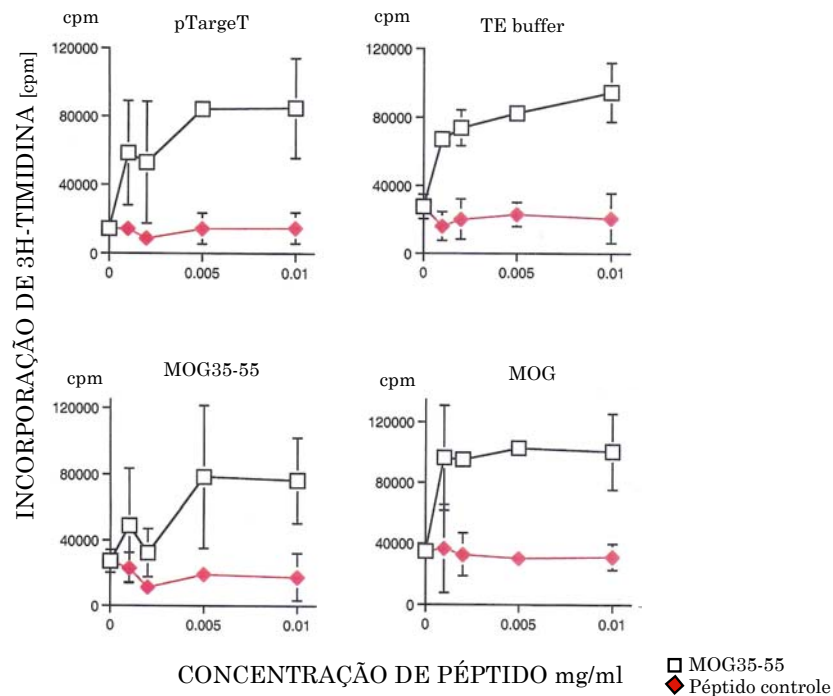 cpm
pTargeT
120000
80000
40000
0
0
0.005
0.01
cpm
TE buffer
120000
80000
40000
0
0
0.005
0.01
INCORPORAÇÃO DE 3H-TIMIDINA [cpm]
cpm
MOG35-55
120000
80000
40000
0
0
0.005
0.01
cpm
MOG
120000
80000
40000
0
0
0.005
0.01
CONCENTRAÇÃO DE PÉPTIDO mg/ml
MOG35-55
Péptido controle